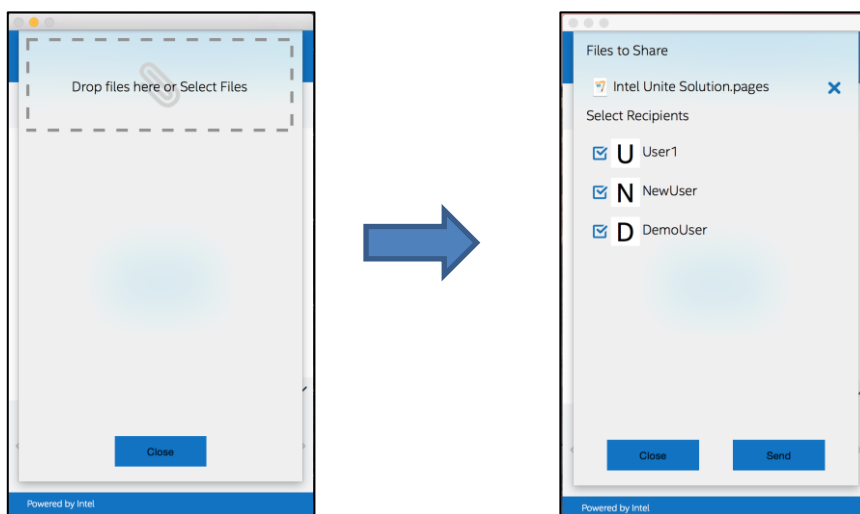 Drop files here or Select Files
Close
Powered by Intel
Files to Share
Intel Unite Solution.pages
Select Recipients
U User1
N NewUser
D DemoUser
Close Send
Powered by Intel